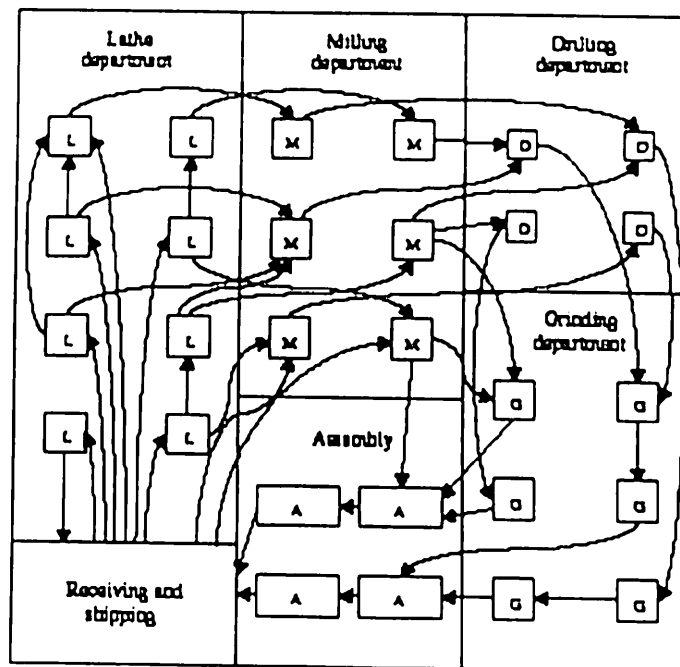 Lathe
department
Milling
department
Drilling
department
L
L
M
M
D
D
L
L
M
M
D
D
L
L
M
M
Grinding
department
L
L
G
G
Assembly
A
A
G
G
Receiving and
shipping
A
A
G
G